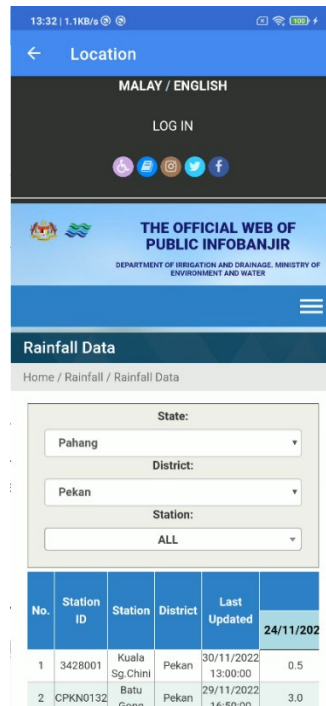 13:32 | 1.1KB/s
100
Location
MALAY / ENGLISH
LOG IN
THE OFFICIAL WEB OF
PUBLIC INFOBANJIR
DEPARTMENT OF IRRIGATION AND DRAINAGE. MINISTRY OF
ENVIRONMENT AND WATER
Rainfall Data
Home / Rainfall / Rainfall Data
State:
Pahang
District:
Pekan
Station:
ALL
No. Station ID Station District Last Updated 24/11/202
1 3428001 Kuala Sg.Chini Pekan 30/11/2022 13:00:00 0.5
2 CPKN0132 Batu Pekan 29/11/2022 16:50:00 3.0